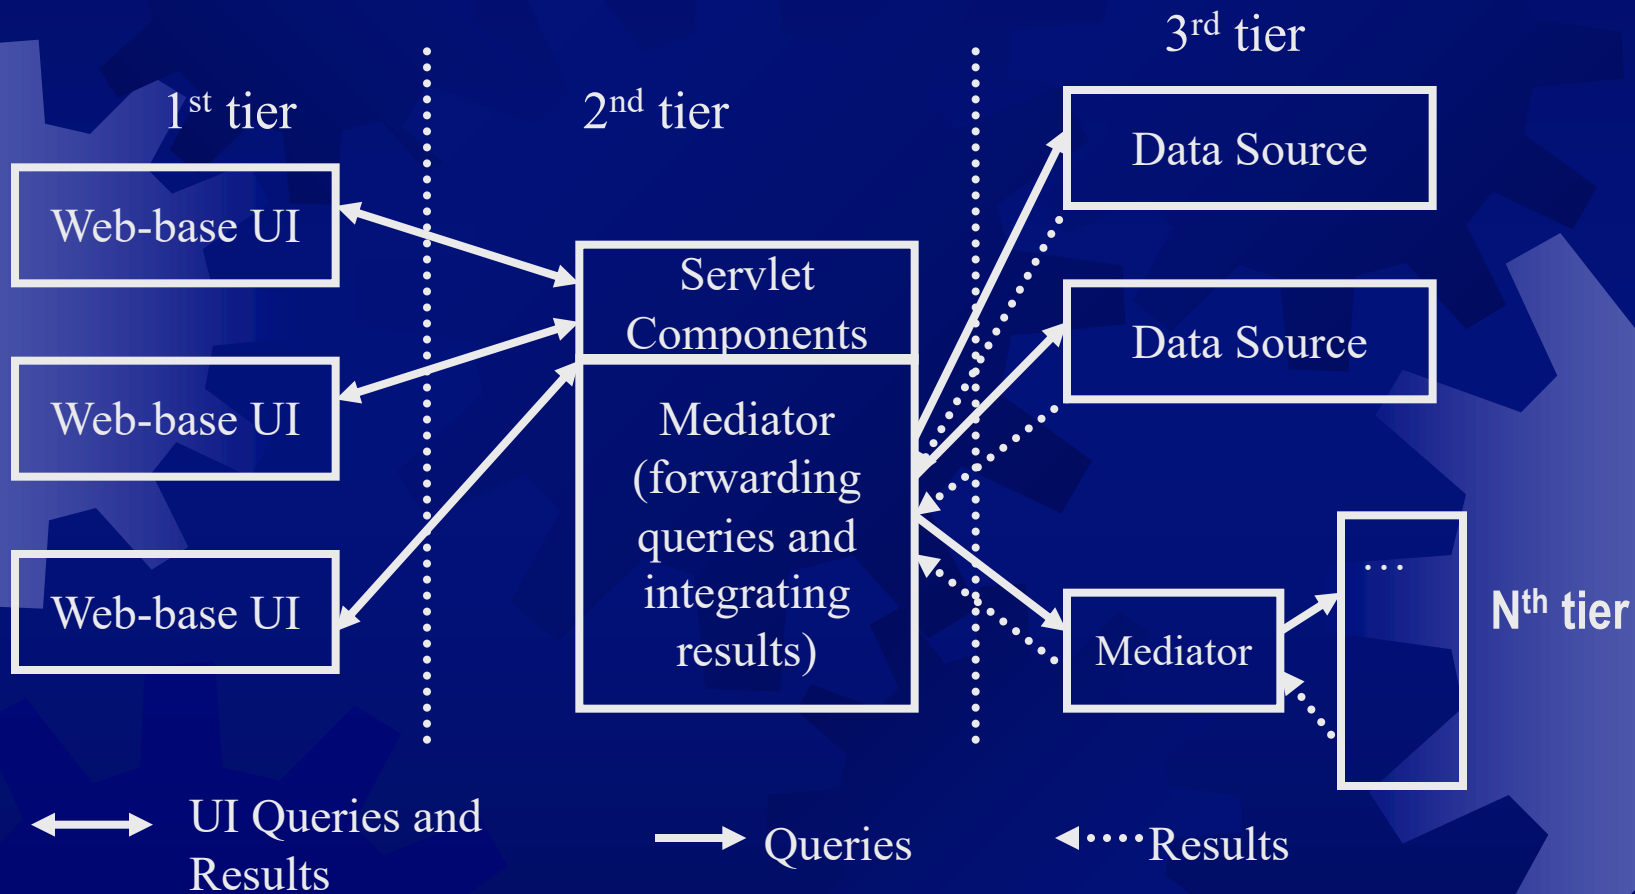 1st tier
2nd tier
3rd tier
Web-base UI
Web-base UI
Web-base UI
Servlet
Components
Mediator
(forwarding
queries and
integrating
results)
Data Source
Data Source
Mediator
...
Nth tier
UI Queries and
Results
Queries
Results